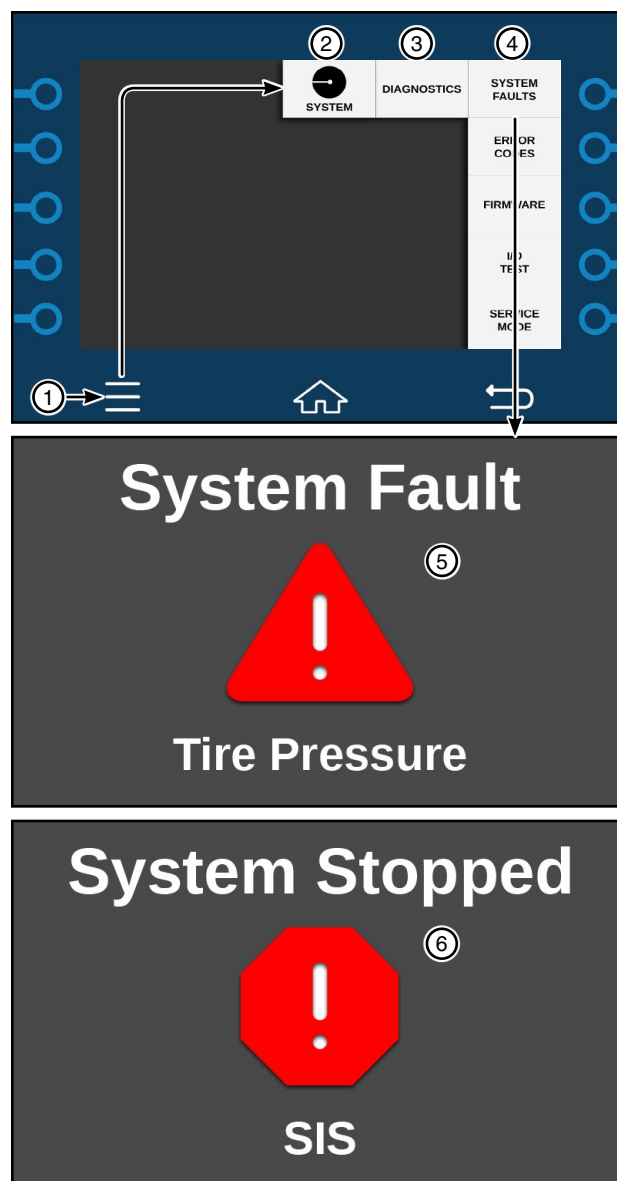 2 3 4
SYSTEM
DIAGNOSTICS
SYSTEM
FAULTS
ERROR
CODES
FIRMWARE
I/O
TEST
SERVICE
MODE
1
System Fault
5
Tire Pressure
System Stopped
6
SIS